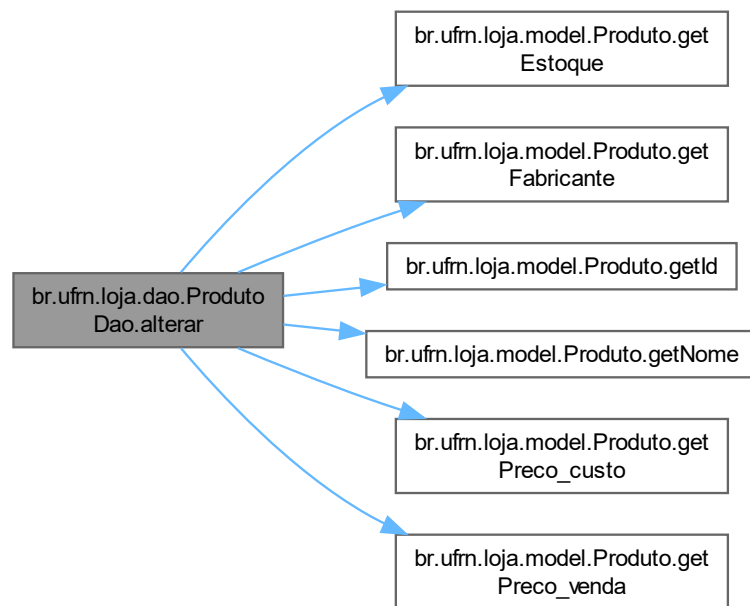 br.ufrn.loja.model.Produto.get
Estoque
br.ufrn.loja.model.Produto.get
Fabricante
br.ufrn.loja.model.Produto.getId
br.ufrn.loja.dao.Produto
Dao.alterar
br.ufrn.loja.model.Produto.getNome
br.ufrn.loja.model.Produto.get
Preco_custo
br.ufrn.loja.model.Produto.get
Preco_venda